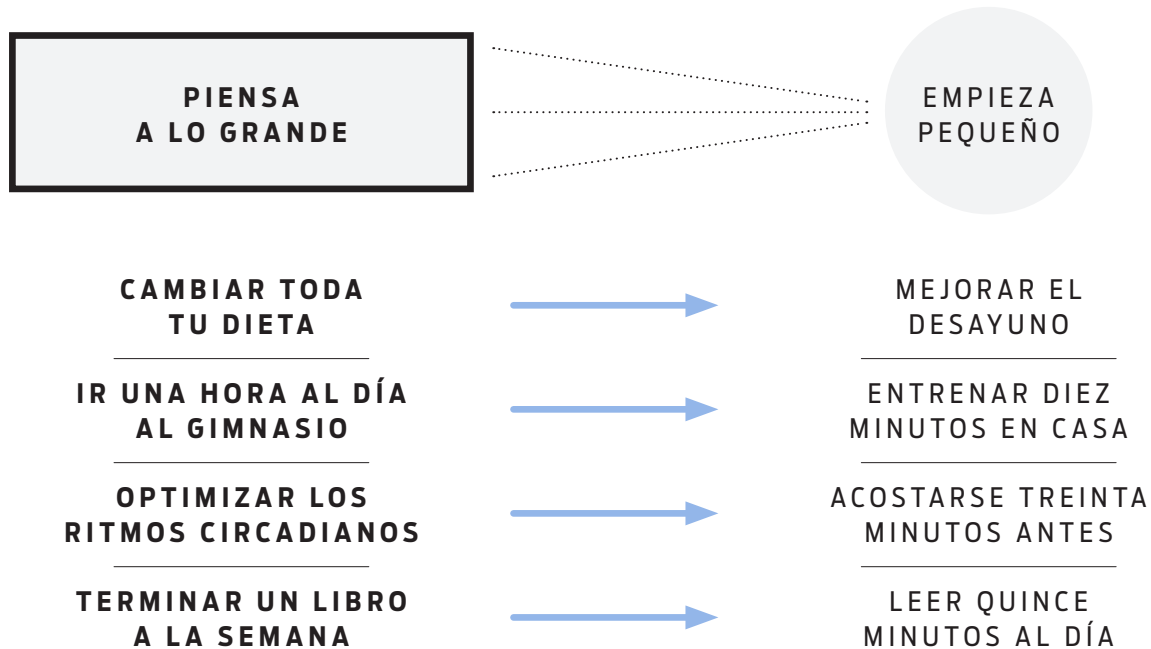 PIENSA
A LO GRANDE
EMPIEZA
PEQUEÑO
CAMBIAR TODA
TU DIETA
MEJORAR EL
DESAYUNO
IR UNA HORA AL DÍA
AL GIMNASIO
ENTRENAR DIEZ
MINUTOS EN CASA
OPTIMIZAR LOS
RITMOS CIRCADIANOS
ACOSTARSE TREINTA
MINUTOS ANTES
TERMINAR UN LIBRO
A LA SEMANA
LEER QUINCE
MINUTOS AL DÍA